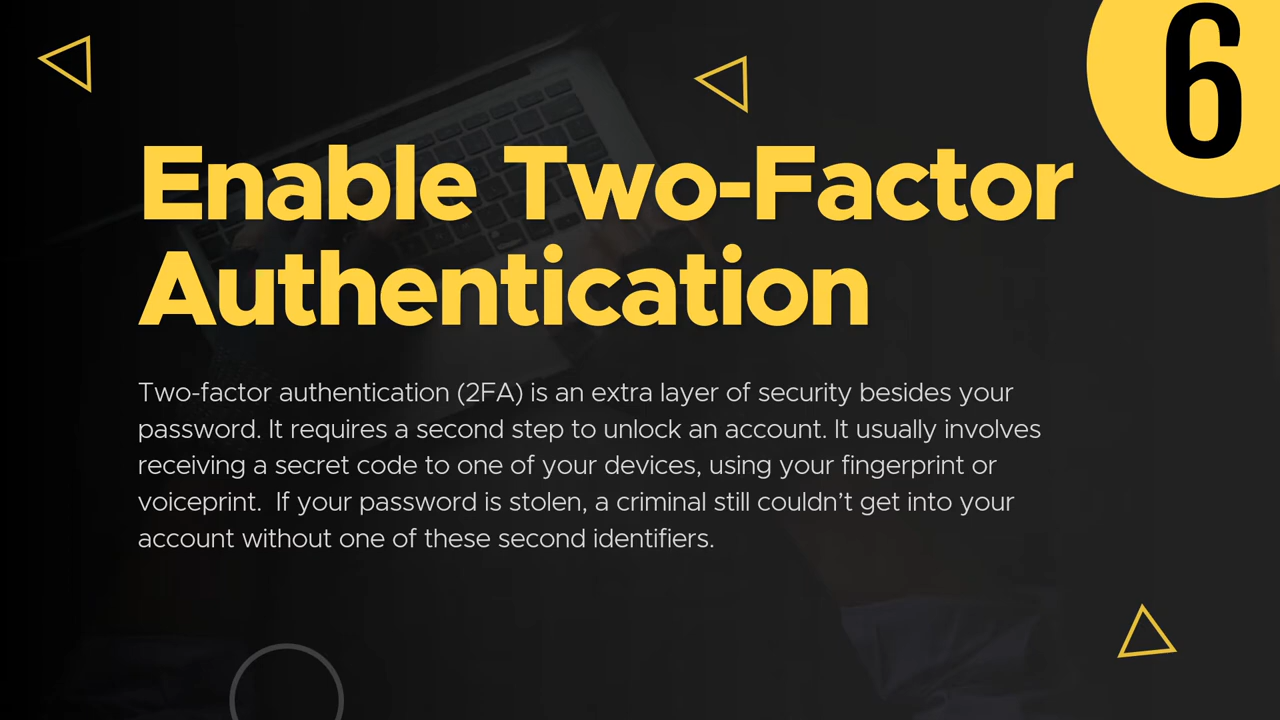 6
Enable Two-Factor
Authentication
Two-factor authentication (2FA) is an extra layer of security besides your
password. It requires a second step to unlock an account. It usually involves
receiving a secret code to one of your devices, using your fingerprint or
voiceprint.  If your password is stolen, a criminal still couldn’t get into your
account without one of these second identifiers.